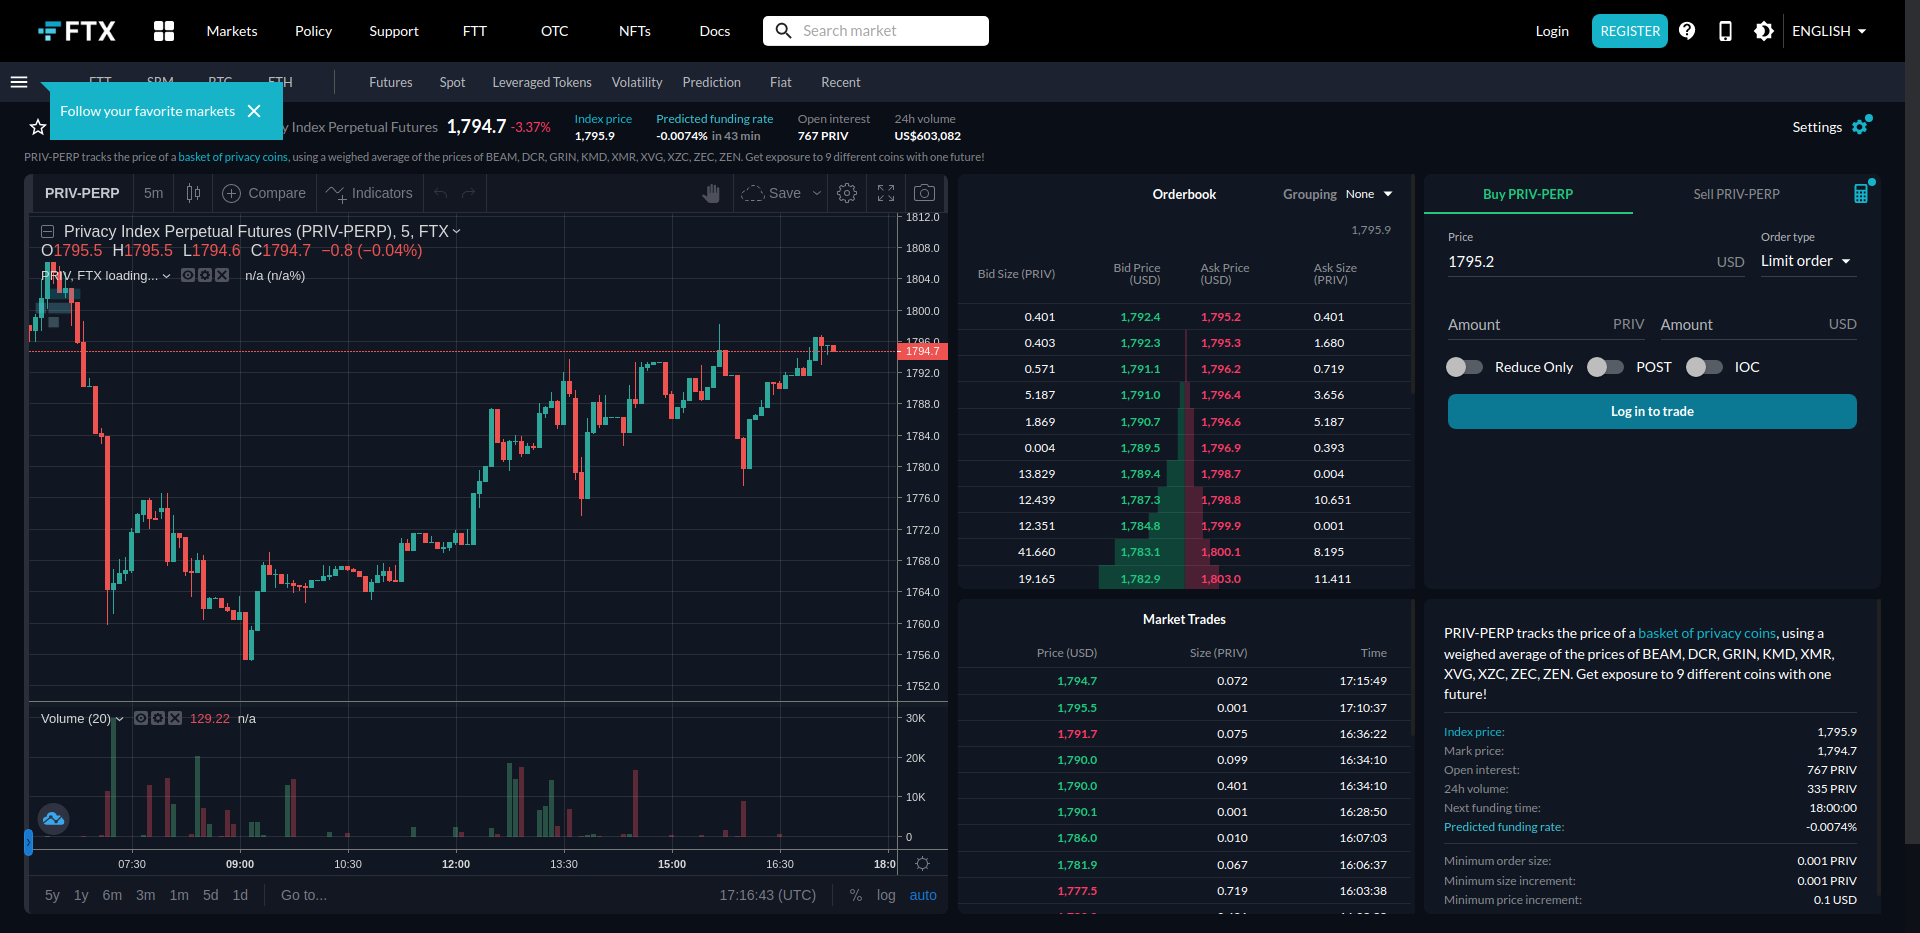 FTX Markets Policy Support FTT OTC NFTs Docs Search market Login REGISTER ENGLISH
FTT SRM BTC ETH Futures Spot Leveraged Tokens Volatility Prediction Fiat Recent
Follow your favorite markets
y Index Perpetual Futures 1,794.7 -3.37%
Index price
1,795.9
Predicted funding rate
-0.0074% in 43 min
Open interest
767 PRIV
24h volume
US$603,082
Settings
PRIV-PERP tracks the price of a basket of privacy coins, using a weighed average of the prices of BEAM, DCR, GRIN, KMD, XMR, XVG, XZC, ZEC, ZEN. Get exposure to 9 different coins with one future!
PRIV-PERP 5m Compare Indicators Save
Privacy Index Perpetual Futures (PRIV-PERP), 5, FTX
O1795.5 H1795.5 L1794.6 C1794.7 −0.8 (−0.04%)
PRIV, FTX loading... n/a (n/a%)
1812.0
1808.0
1804.0
1800.0
1796.0
1794.7
1792.0
1788.0
1784.0
1780.0
1776.0
1772.0
1768.0
1764.0
1760.0
1756.0
1752.0
Volume (20) 129.22 n/a
30K
20K
10K
0
07:30 09:00 10:30 12:00 13:30 15:00 16:30 18:0
5y 1y 6m 3m 1m 5d 1d Go to... 17:16:43 (UTC) % log auto
Orderbook Grouping None
1,795.9
Bid Size (PRIV) Bid Price (USD) Ask Price (USD) Ask Size (PRIV)
0.401 1,792.4 1,795.2 0.401
0.403 1,792.3 1,795.3 1.680
0.571 1,791.1 1,796.2 0.719
5.187 1,791.0 1,796.4 3.656
1.869 1,790.7 1,796.6 5.187
0.004 1,789.5 1,796.9 0.393
13.829 1,789.4 1,798.7 0.004
12.439 1,787.3 1,798.8 10.651
12.351 1,784.8 1,799.9 0.001
41.660 1,783.1 1,800.1 8.195
19.165 1,782.9 1,803.0 11.411
Market Trades
Price (USD) Size (PRIV) Time
1,794.7 0.072 17:15:49
1,795.5 0.001 17:10:37
1,791.7 0.075 16:36:22
1,790.0 0.099 16:34:10
1,790.0 0.401 16:34:10
1,790.1 0.001 16:28:50
1,786.0 0.010 16:07:03
1,781.9 0.067 16:06:37
1,777.5 0.719 16:03:38
Buy PRIV-PERP Sell PRIV-PERP
Price Order type
1795.2 USD Limit order
Amount PRIV Amount USD
Reduce Only POST IOC
Log in to trade
PRIV-PERP tracks the price of a basket of privacy coins, using a
weighed average of the prices of BEAM, DCR, GRIN, KMD, XMR,
XVG, XZC, ZEC, ZEN. Get exposure to 9 different coins with one
future!
Index price: 1,795.9
Mark price: 1,794.7
Open interest: 767 PRIV
24h volume: 335 PRIV
Next funding time: 18:00:00
Predicted funding rate: -0.0074%
Minimum order size: 0.001 PRIV
Minimum size increment: 0.001 PRIV
Minimum price increment: 0.1 USD